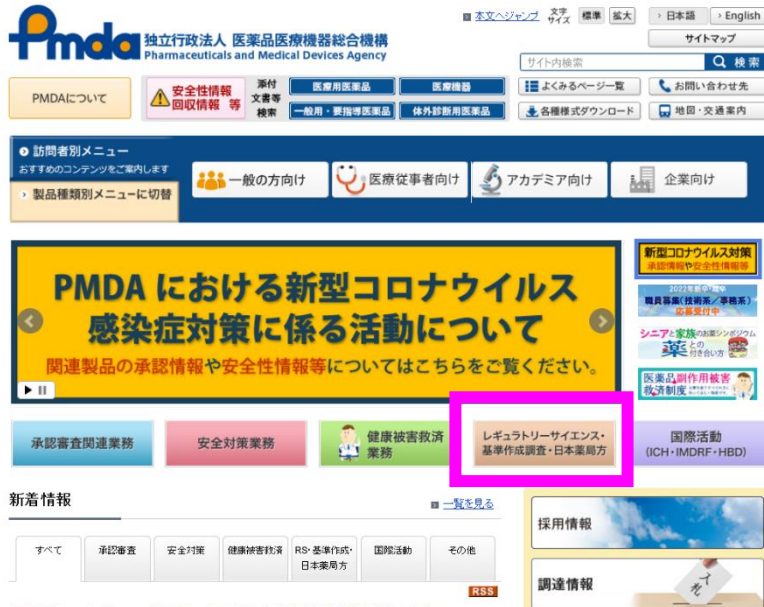 本文へジャンプ 文字サイズ 標準 拡大 日本語 English
Pmda 独立行政法人 医薬品医療機器総合機構
Pharmaceuticals and Medical Devices Agency
サイトマップ
サイト内検索 検索
PMDAについて
安全性情報
回収情報 等
添付
文書等
検索
医療用医薬品 医療機器
一般用・要指導医薬品 体外診断用医薬品
よくみるページ一覧 お問い合わせ先
各種様式ダウンロード 地図・交通案内
訪問者別メニュー
おすすめのコンテンツをご案内します
製品種類別メニューに切替
一般の方向け 医療従事者向け アカデミア向け 企業向け
PMDA における新型コロナウイルス
感染症対策に係る活動について
関連製品の承認情報や安全性情報等についてはこちらをご覧ください。
新型コロナウイルス対策
承認情報や安全性情報等
職員募集(技術系/事務系)
応募受付中
シニアと家族のお薬シンポジウム
薬との
付き合い方
医薬品副作用被害
救済制度
承認審査関連業務
安全対策業務
健康被害救済
業務
レギュラトリーサイエンス・
基準作成調査・日本薬局方
国際活動
(ICH・IMDRF・HBD)
新着情報
一覧を見る
すべて 承認審査 安全対策 健康被害救済 RS・基準作成・
日本薬局方 国際活動 その他
RSS
採用情報
調達情報
入札